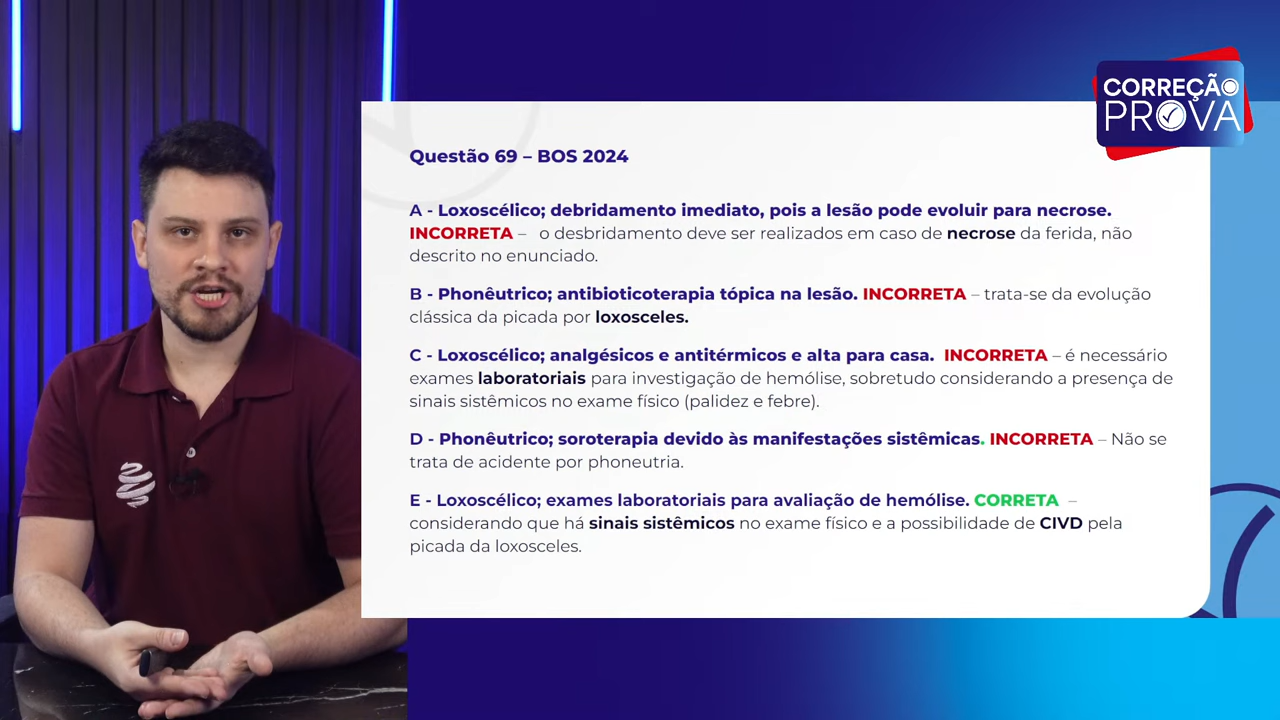 CORREÇÃO
PROVA
Questão 69 – BOS 2024
A - Loxoscélico; debridamento imediato, pois a lesão pode evoluir para necrose.
INCORRETA – o desbridamento deve ser realizados em caso de necrose da ferida, não
descrito no enunciado.
B - Phonêutrico; antibioticoterapia tópica na lesão. INCORRETA – trata-se da evolução
clássica da picada por loxosceles.
C - Loxoscélico; analgésicos e antitérmicos e alta para casa. INCORRETA – é necessário
exames laboratoriais para investigação de hemólise, sobretudo considerando a presença de
sinais sistêmicos no exame físico (palidez e febre).
D - Phonêutrico; soroterapia devido às manifestações sistêmicas. INCORRETA – Não se
trata de acidente por phoneutria.
E - Loxoscélico; exames laboratoriais para avaliação de hemólise. CORRETA –
considerando que há sinais sistêmicos no exame físico e a possibilidade de CIVD pela
picada da loxosceles.